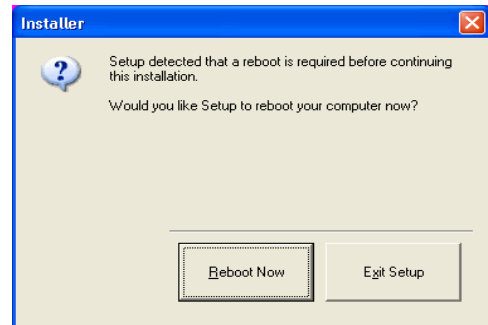 Installer
Setup detected that a reboot is required before continuing
this installation.
Would you like Setup to reboot your computer now?
Reboot Now
Exit Setup